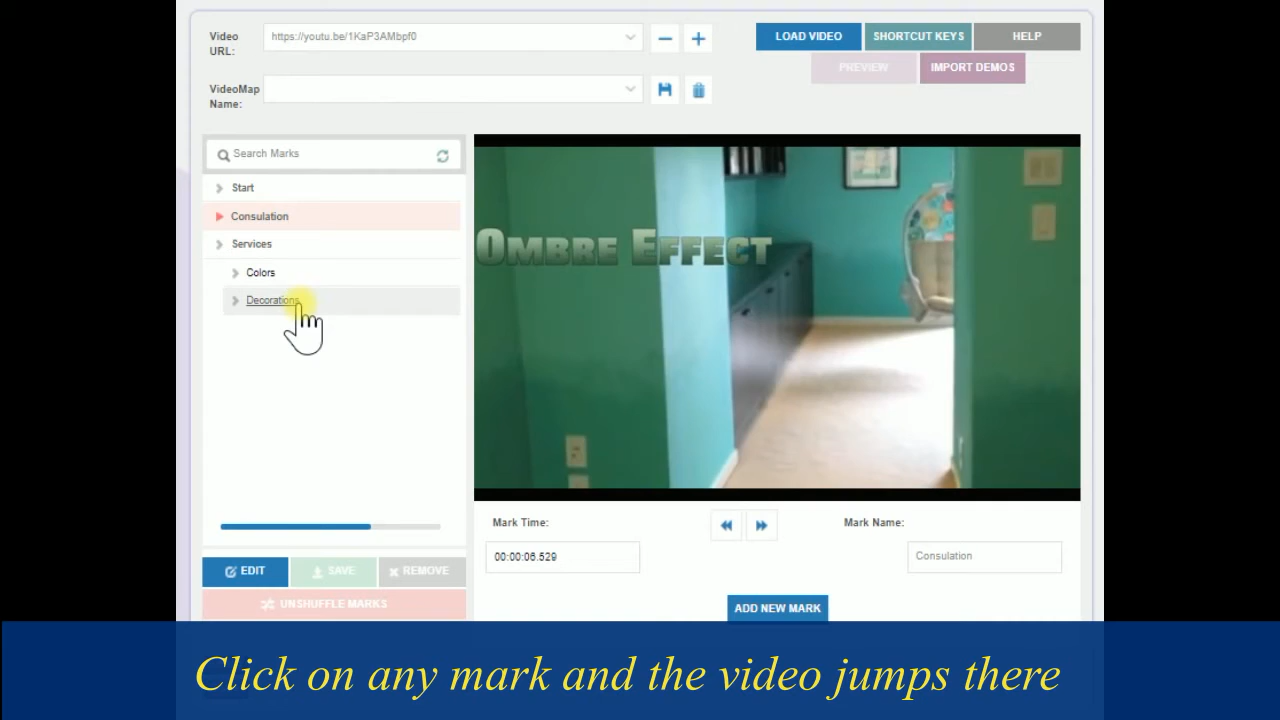 Video URL:
https://youtu.be/1KaP3AMbpf0
LOAD VIDEO
SHORTCUT KEYS
HELP
PREVIEW
IMPORT DEMOS
VideoMap Name:
Search Marks
Start
Consulation
Services
Colors
Decorations
OMBRE EFFECT
Mark Time:
Mark Name:
00:00:06.529
Consulation
EDIT
SAVE
REMOVE
UNSHUFFLE MARKS
ADD NEW MARK
Click on any mark and the video jumps there